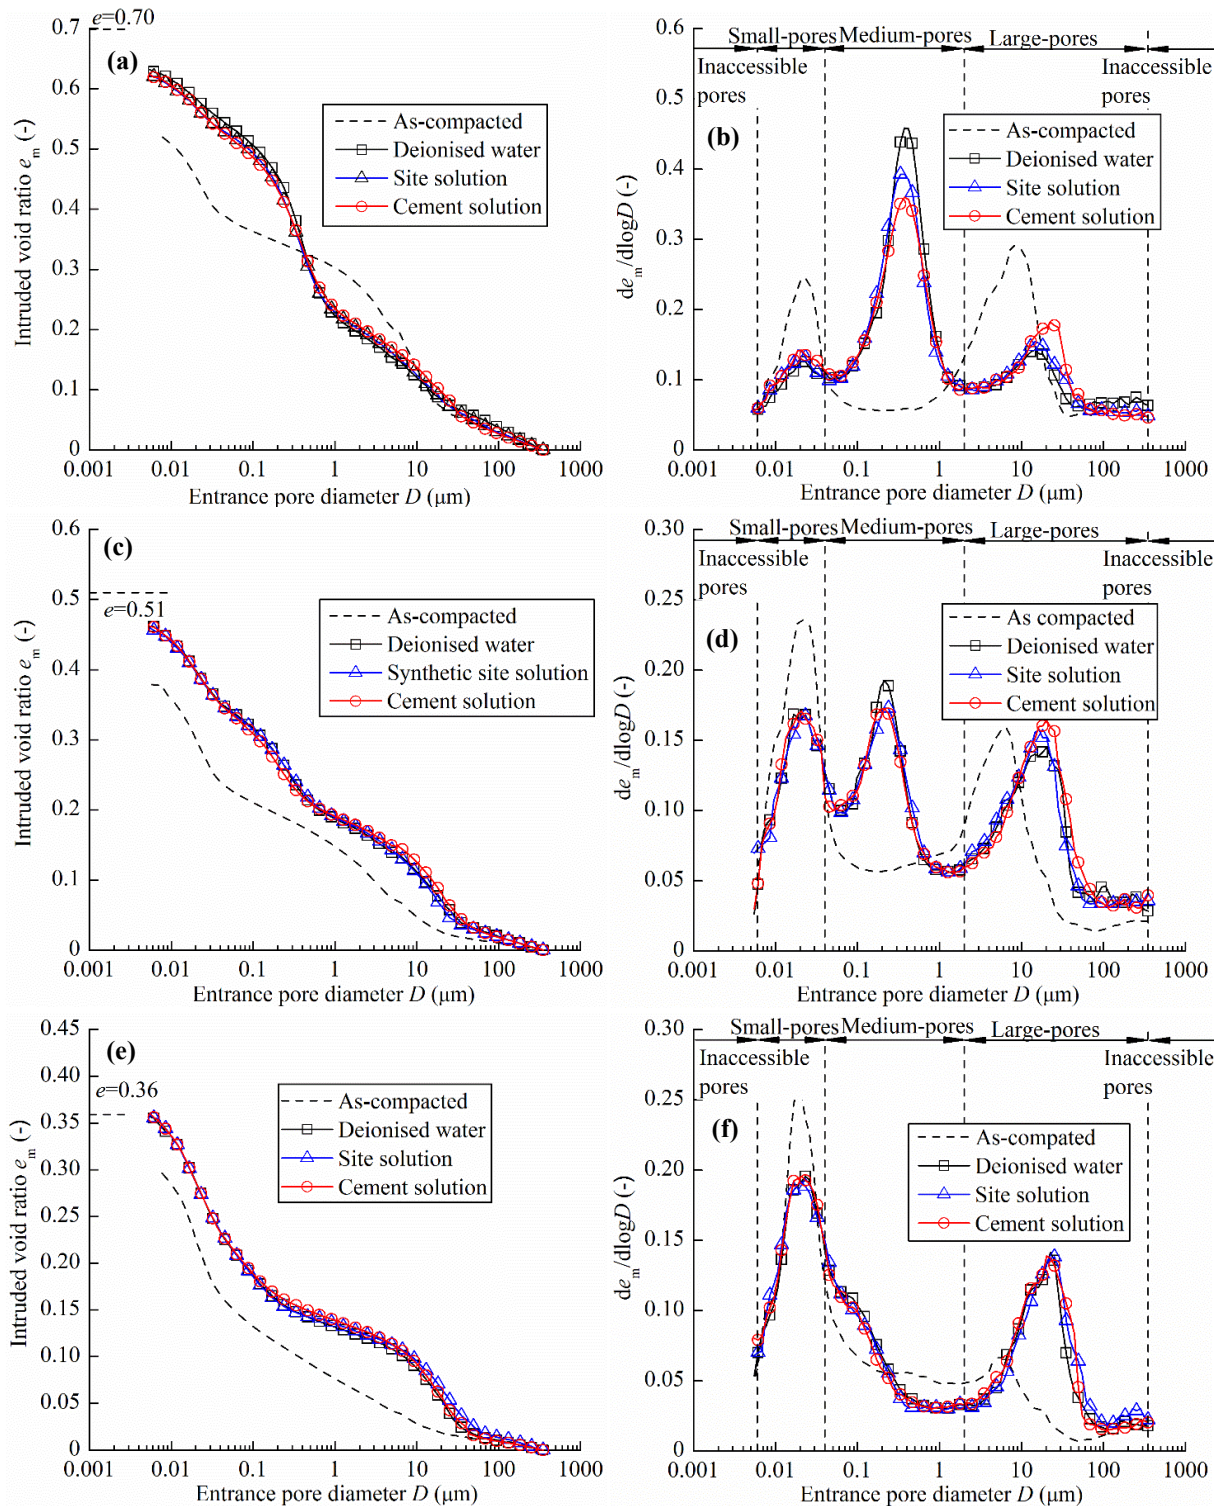 e=0.70
0.7
0.6
0.5
0.4
0.3
0.2
0.1
0
(a)
As-compacted
Deionised water
Site solution
Cement solution
Intruded void ratio em (-)
0.001 0.01 0.1 1 10 100 1000
Entrance pore diameter D (μm)
Small-pores Medium-pores Large-pores
Inaccessible
pores
Inaccessible
pores
0.5
0.4
0.3
0.2
0.1
0
(b)
As-compacted
Deionised water
Site solution
Cement solution
dem/dlogD (-)
0.001 0.01 0.1 1 10 100 1000
Entrance pore diameter D (μm)
0.6
0.5
0.4
0.3
0.2
0.1
0
(c)
e=0.51
As-compacted
Deionised water
Synthetic site solution
Cement solution
Intruded void ratio em (-)
0.001 0.01 0.1 1 10 100 1000
Entrance pore diameter D (μm)
Small-pores Medium-pores Large-pores
Inaccessible
pores
Inaccessible
pores
0.30
0.25
0.20
0.15
0.10
0.05
0
(d)
As compacted
Deionised water
Site solution
Cement solution
dem/dlogD (-)
0.001 0.01 0.1 1 10 100 1000
Entrance pore diameter D (μm)
0.45
0.40
0.35
0.30
0.25
0.20
0.15
0.10
0.05
0
(e)
e=0.36
As-compacted
Deionised water
Site solution
Cement solution
Intruded void ratio em (-)
0.001 0.01 0.1 1 10 100 1000
Entrance pore diameter D (μm)
Small-pores Medium-pores Large-pores
Inaccessible
pores
Inaccessible
pores
0.30
0.25
0.20
0.15
0.10
0.05
0
(f)
As-compated
Deionised water
Site solution
Cement solution
dem/dlogD (-)
0.001 0.01 0.1 1 10 100 1000
Entrance pore diameter D (μm)